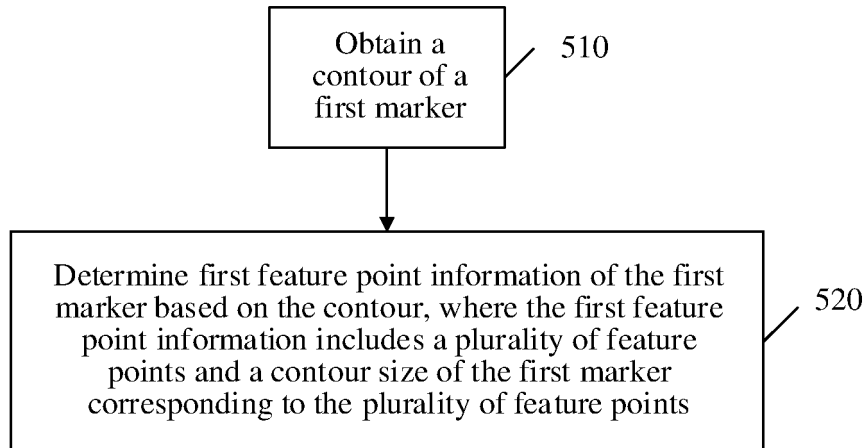 Obtain a
contour of a
first marker
510
Determine first feature point information of the first
marker based on the contour, where the first feature
point information includes a plurality of feature
points and a contour size of the first marker
corresponding to the plurality of feature points
520